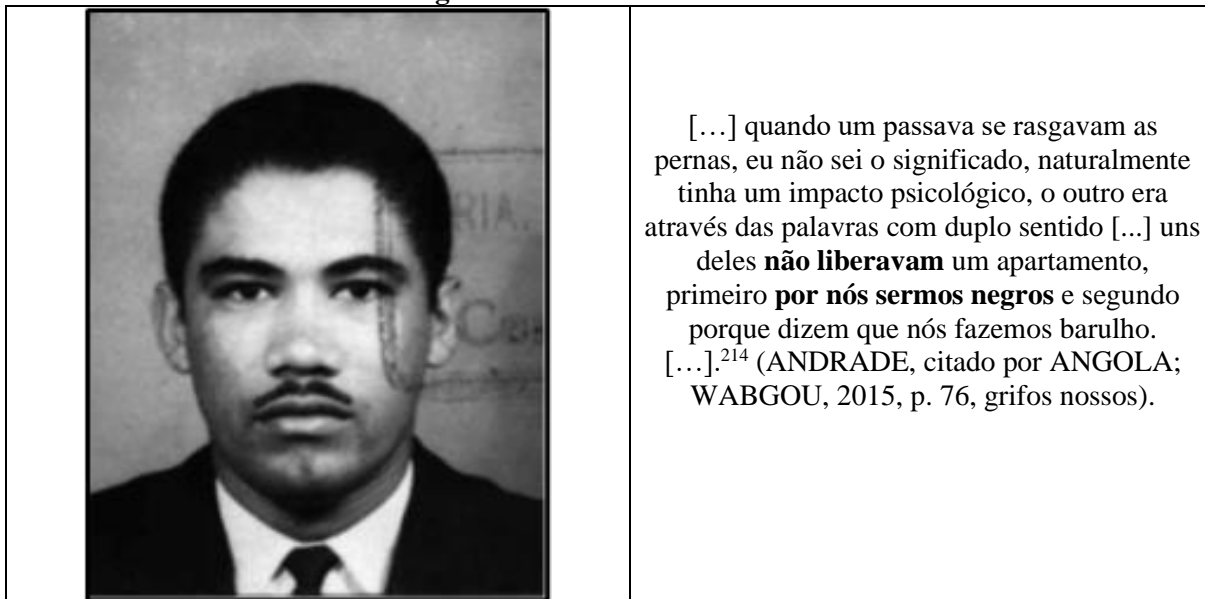 RIA.
[…] quando um passava se rasgavam as
pernas, eu não sei o significado, naturalmente
tinha um impacto psicológico, o outro era
através das palavras com duplo sentido [...] uns
deles não liberavam um apartamento,
primeiro por nós sermos negros e segundo
porque dizem que nós fazemos barulho.
[…].²¹⁴ (ANDRADE, citado por ANGOLA;
WABGOU, 2015, p. 76, grifos nossos).